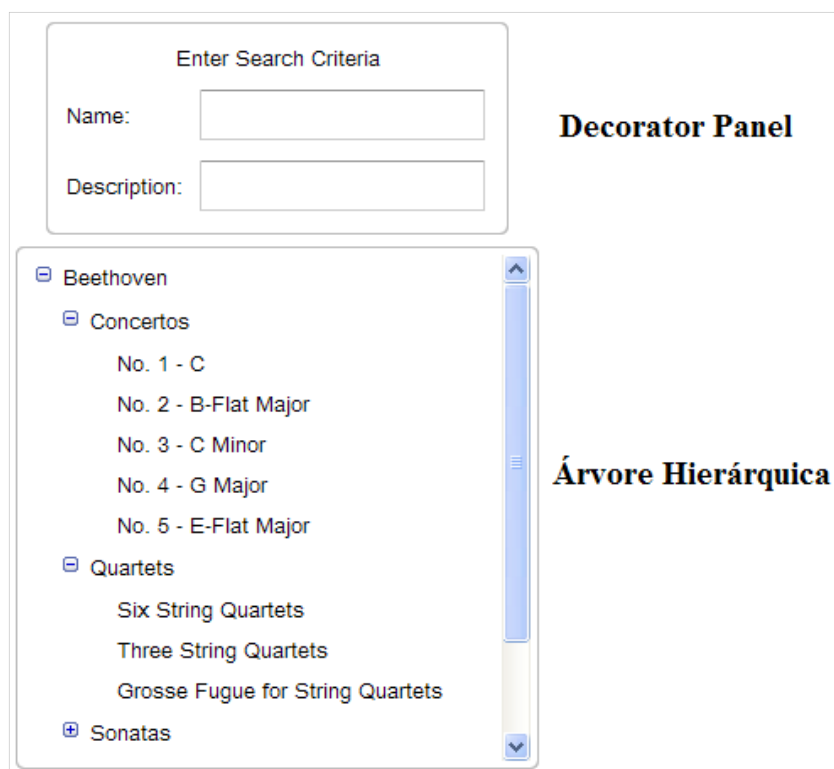 Enter Search Criteria
Name:
Description:
Decorator Panel
Beethoven
Concertos
No. 1 - C
No. 2 - B-Flat Major
No. 3 - C Minor
No. 4 - G Major
No. 5 - E-Flat Major
Quartets
Six String Quartets
Three String Quartets
Grosse Fugue for String Quartets
Sonatas
Árvore Hierárquica